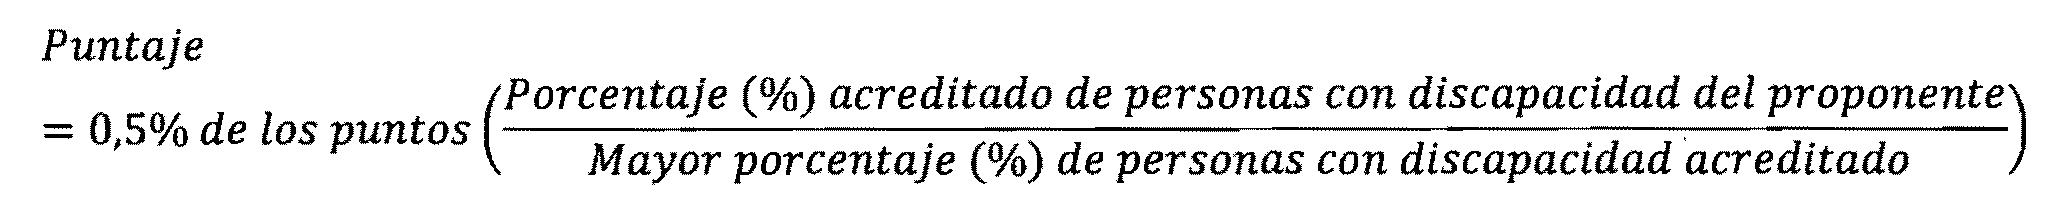 Puntaje
= 0,5% de los puntos (Porcentaje (%) acreditado de personas con discapacidad del proponente
Mayor porcentaje (%) de personas con discapacidad acreditado)